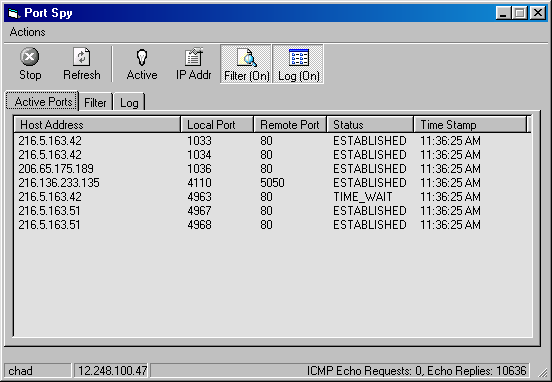 Port Spy
Actions
Stop Refresh Active IP Addr Filter (On) Log (On)
Active Ports Filter Log
Host Address Local Port Remote Port Status Time Stamp
216.5.163.42 1033 80 ESTABLISHED 11:36:25 AM
216.5.163.42 1034 80 ESTABLISHED 11:36:25 AM
206.65.175.189 1036 80 ESTABLISHED 11:36:25 AM
216.136.233.135 4110 5050 ESTABLISHED 11:36:25 AM
216.5.163.42 4963 80 TIME_WAIT 11:36:25 AM
216.5.163.51 4967 80 ESTABLISHED 11:36:25 AM
216.5.163.51 4968 80 ESTABLISHED 11:36:25 AM
chad 12.248.100.47 ICMP Echo Requests: 0, Echo Replies: 10636